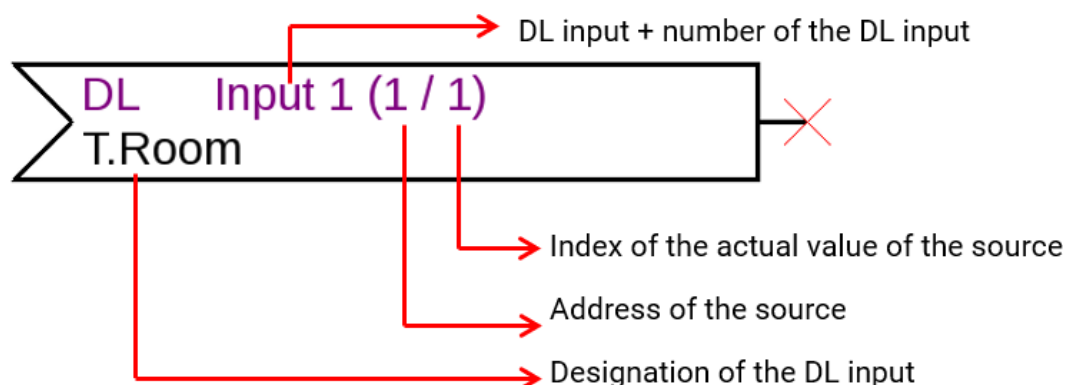 DL input + number of the DL input
DL Input 1 (1 / 1)
T.Room
Index of the actual value of the source
Address of the source
Designation of the DL input